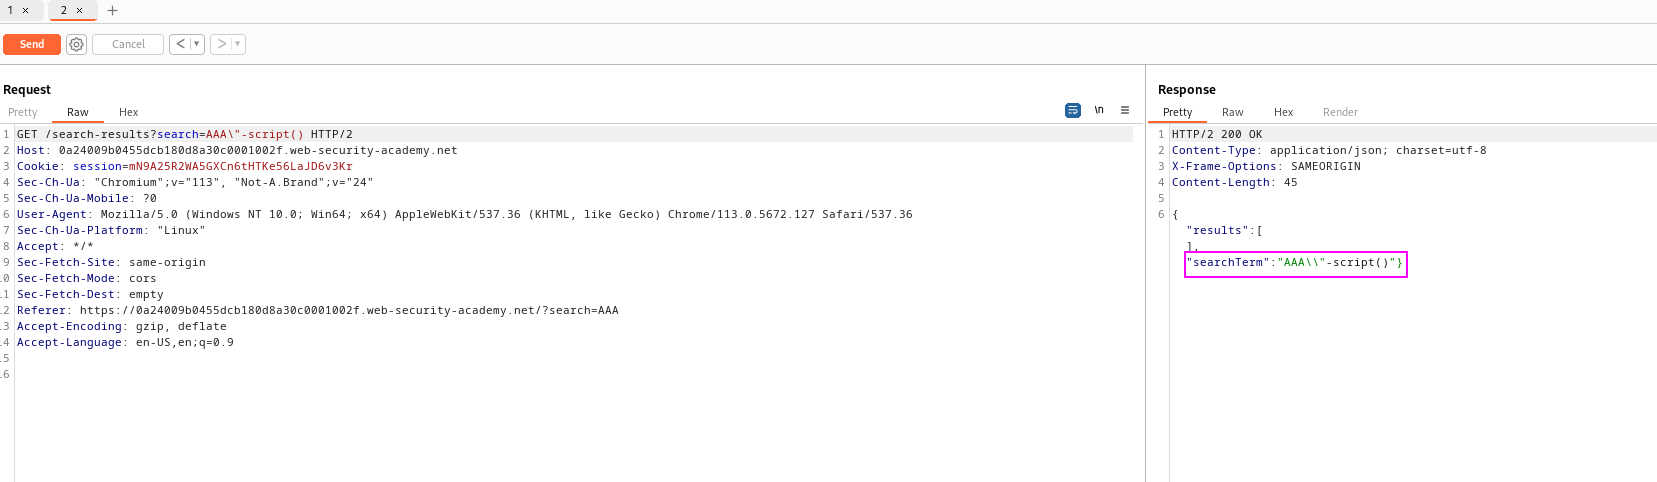 1 × 2 × +
Send Cancel < ▾ > ▾
Request
Pretty Raw Hex \n
1 GET /search-results?search=AAA\"-script() HTTP/2
2 Host: 0a24009b0455dcb180d8a30c0001002f.web-security-academy.net
3 Cookie: session=mN9A25R2WA5GXCn6tHTKe56LaJD6v3Kr
4 Sec-Ch-Ua: "Chromium";v="113", "Not-A.Brand";v="24"
5 Sec-Ch-Ua-Mobile: ?0
6 User-Agent: Mozilla/5.0 (Windows NT 10.0; Win64; x64) AppleWebKit/537.36 (KHTML, like Gecko) Chrome/113.0.5672.127 Safari/537.36
7 Sec-Ch-Ua-Platform: "Linux"
8 Accept: */*
9 Sec-Fetch-Site: same-origin
10 Sec-Fetch-Mode: cors
11 Sec-Fetch-Dest: empty
12 Referer: https://0a24009b0455dcb180d8a30c0001002f.web-security-academy.net/?search=AAA
13 Accept-Encoding: gzip, deflate
14 Accept-Language: en-US,en;q=0.9
15
16
Response
Pretty Raw Hex Render
1 HTTP/2 200 OK
2 Content-Type: application/json; charset=utf-8
3 X-Frame-Options: SAMEORIGIN
4 Content-Length: 45
5
6 {
"results":[
],
"searchTerm":"AAA\\"-script()"}